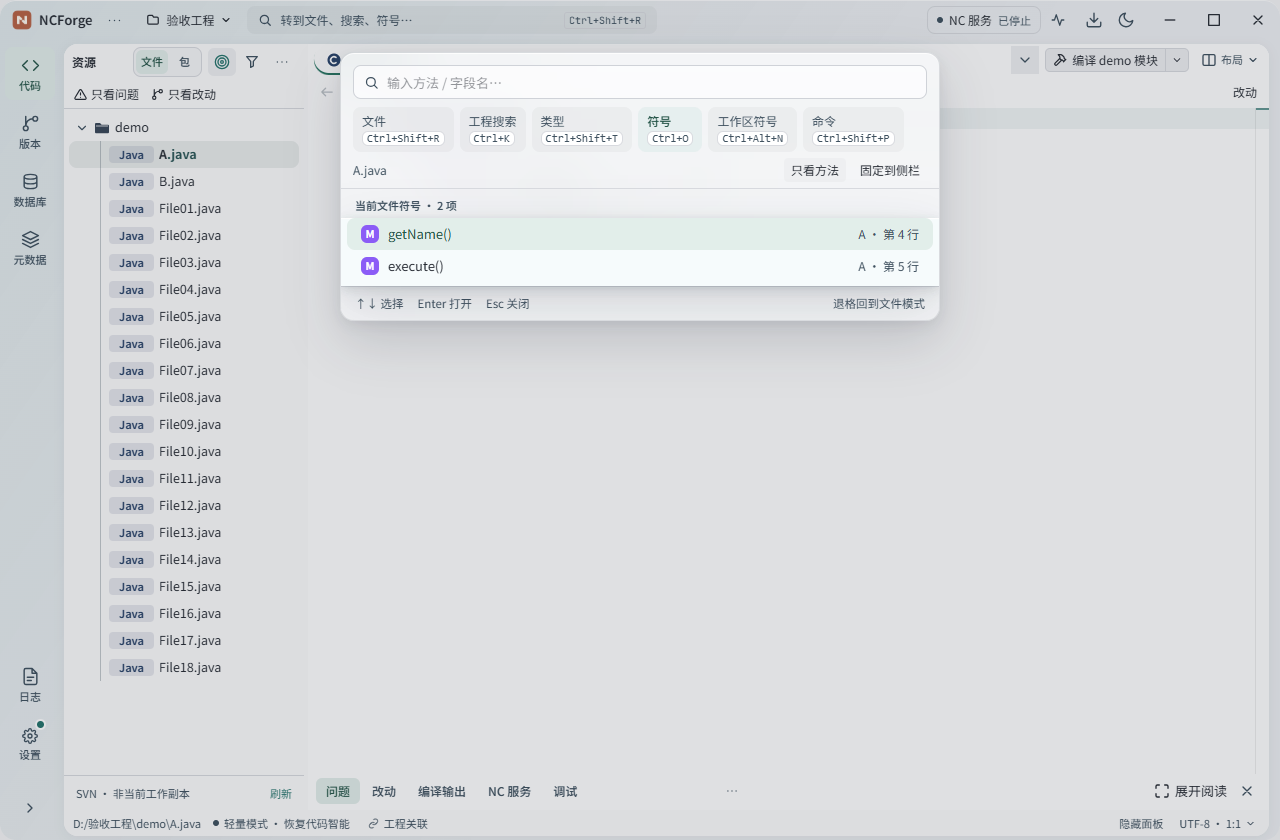 NCForge ··· 验收工程 转到文件、搜索、符号… Ctrl+Shift+R NC 服务 已停止
代码
版本
数据库
元数据
日志
设置
资源 文件 包 ···
只看问题 只看改动
demo
Java A.java
Java B.java
Java File01.java
Java File02.java
Java File03.java
Java File04.java
Java File05.java
Java File06.java
Java File07.java
Java File08.java
Java File09.java
Java File10.java
Java File11.java
Java File12.java
Java File13.java
Java File14.java
Java File15.java
Java File16.java
Java File17.java
Java File18.java
SVN · 非当前工作副本 刷新
C
编译 demo 模块 布局
改动
输入方法 / 字段名…
文件 工程搜索 类型 符号 工作区符号 命令
Ctrl+Shift+R Ctrl+K Ctrl+Shift+T Ctrl+O Ctrl+Alt+N Ctrl+Shift+P
A.java 只看方法 固定到侧栏
当前文件符号 · 2 项
M getName() A · 第 4 行
M execute() A · 第 5 行
↑↓ 选择 Enter 打开 Esc 关闭 退格回到文件模式
问题 改动 编译输出 NC 服务 调试 ··· 展开阅读
D:/验收工程\demo\A.java 轻量模式 · 恢复代码智能 工程关联 隐藏面板 UTF-8 · 1:1